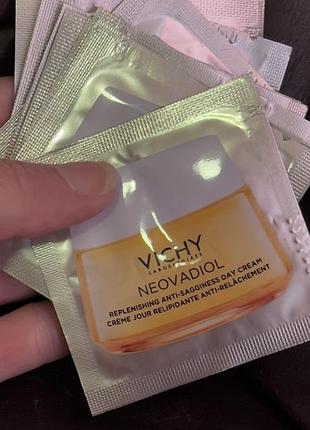 VICHY
LABORATOIRES
NEOVADIOL
REPLENISHING ANTI-SAGGINESS DAY CREAM
CRÈME JOUR RELIPIDANTE ANTI-RELÂCHEMENT